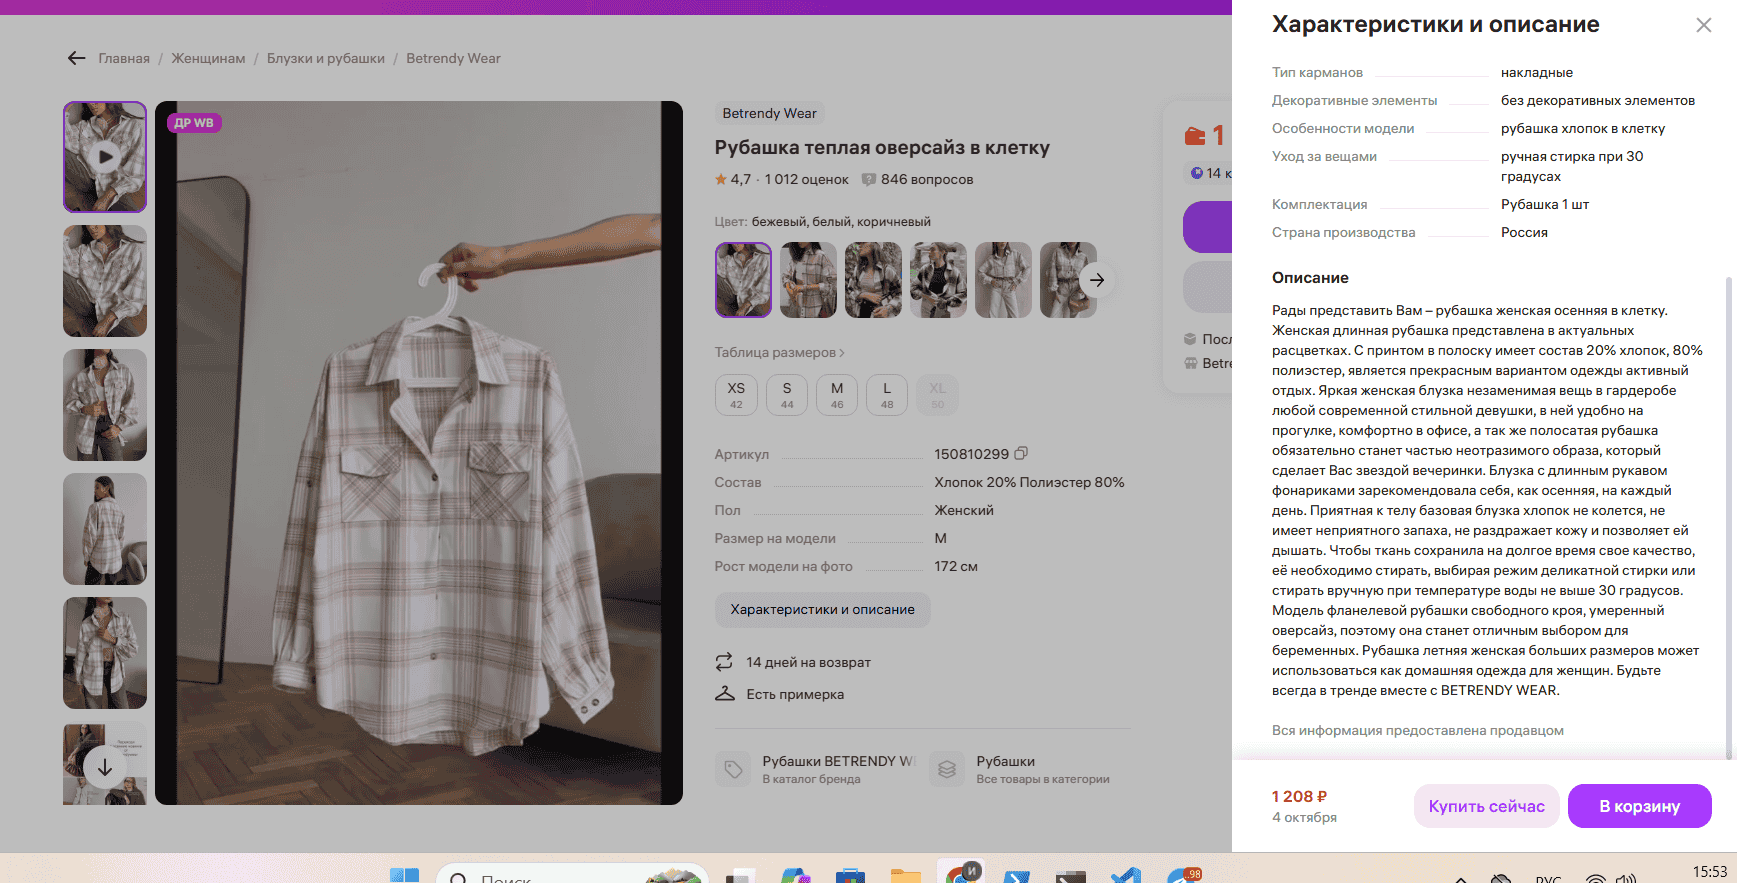 Главная / Женщинам / Блузки и рубашки / Betrendy Wear
ДР WB
Betrendy Wear
Рубашка теплая оверсайз в клетку
4,7 · 1 012 оценок 846 вопросов
Цвет: бежевый, белый, коричневый
Таблица размеров
XS S M L XL
42 44 46 48 50
Артикул 150810299
Состав Хлопок 20% Полиэстер 80%
Пол Женский
Размер на модели M
Рост модели на фото 172 см
Характеристики и описание
14 дней на возврат
Есть примерка
Рубашки BETRENDY W
В каталог бренда
Рубашки
Все товары в категории
1
14 к
Посл
Betre
Характеристики и описание
Тип карманов накладные
Декоративные элементы без декоративных элементов
Особенности модели рубашка хлопок в клетку
Уход за вещами ручная стирка при 30
градусах
Комплектация Рубашка 1 шт
Страна производства Россия
Описание
Рады представить Вам – рубашка женская осенняя в клетку.
Женская длинная рубашка представлена в актуальных
расцветках. С принтом в полоску имеет состав 20% хлопок, 80%
полиэстер, является прекрасным вариантом одежды активный
отдых. Яркая женская блузка незаменимая вещь в гардеробе
любой современной стильной девушки, в ней удобно на
прогулке, комфортно в офисе, а так же полосатая рубашка
обязательно станет частью неотразимого образа, который
сделает Вас звездой вечеринки. Блузка с длинным рукавом
фонариками зарекомендовала себя, как осенняя, на каждый
день. Приятная к телу базовая блузка хлопок не колется, не
имеет неприятного запаха, не раздражает кожу и позволяет ей
дышать. Чтобы ткань сохранила на долгое время свое качество,
её необходимо стирать, выбирая режим деликатной стирки или
стирать вручную при температуре воды не выше 30 градусов.
Модель фланелевой рубашки свободного кроя, умеренный
оверсайз, поэтому она станет отличным выбором для
беременных. Рубашка летняя женская больших размеров может
использоваться как домашняя одежда для женщин. Будьте
всегда в тренде вместе с BETRENDY WEAR.
Вся информация предоставлена продавцом
1 208 ₽
4 октября
Купить сейчас
В корзину
Поиск
И
..98
РУС
15:53